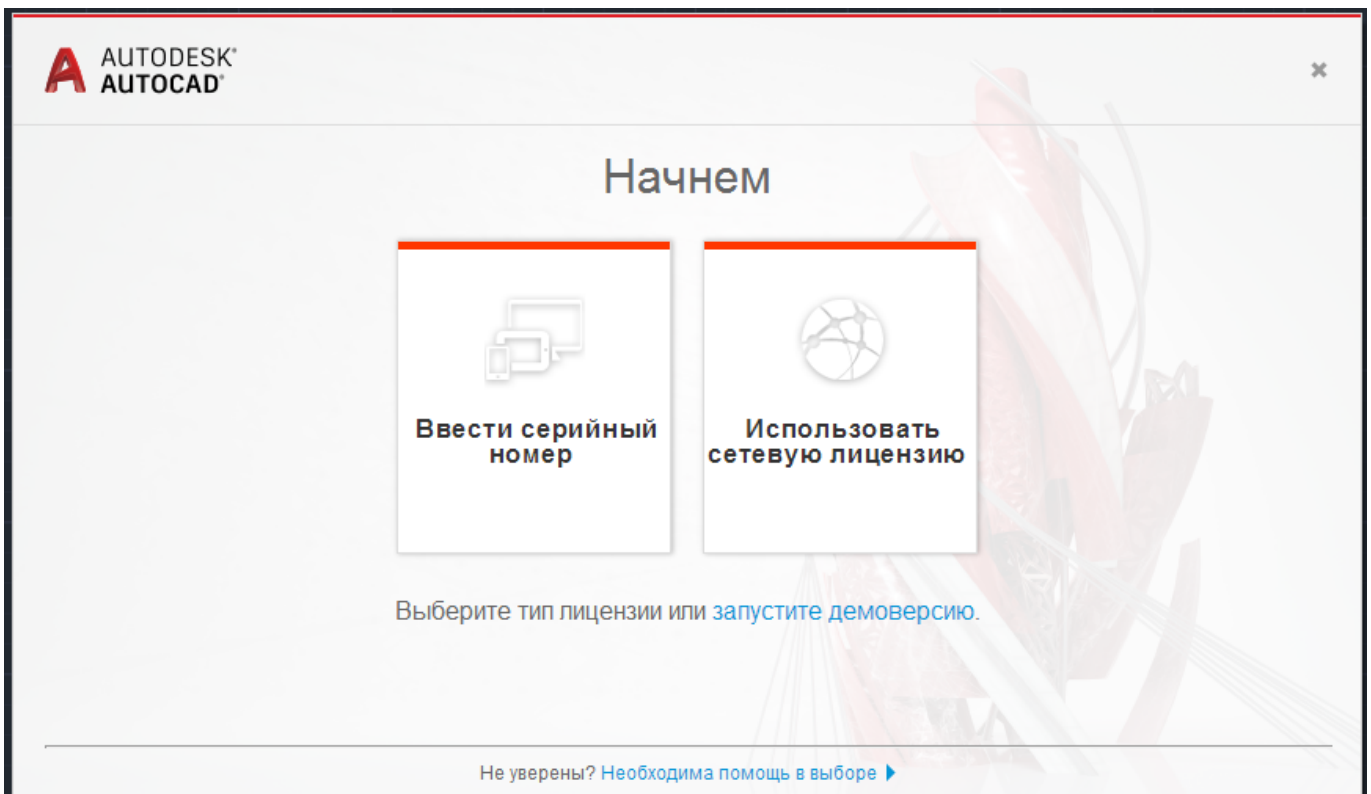 AUTODESK®
AUTOCAD®
Начнем
Ввести серийный
номер
Использовать
сетевую лицензию
Выберите тип лицензии или запустите демоверсию.
Не уверены? Необходима помощь в выборе